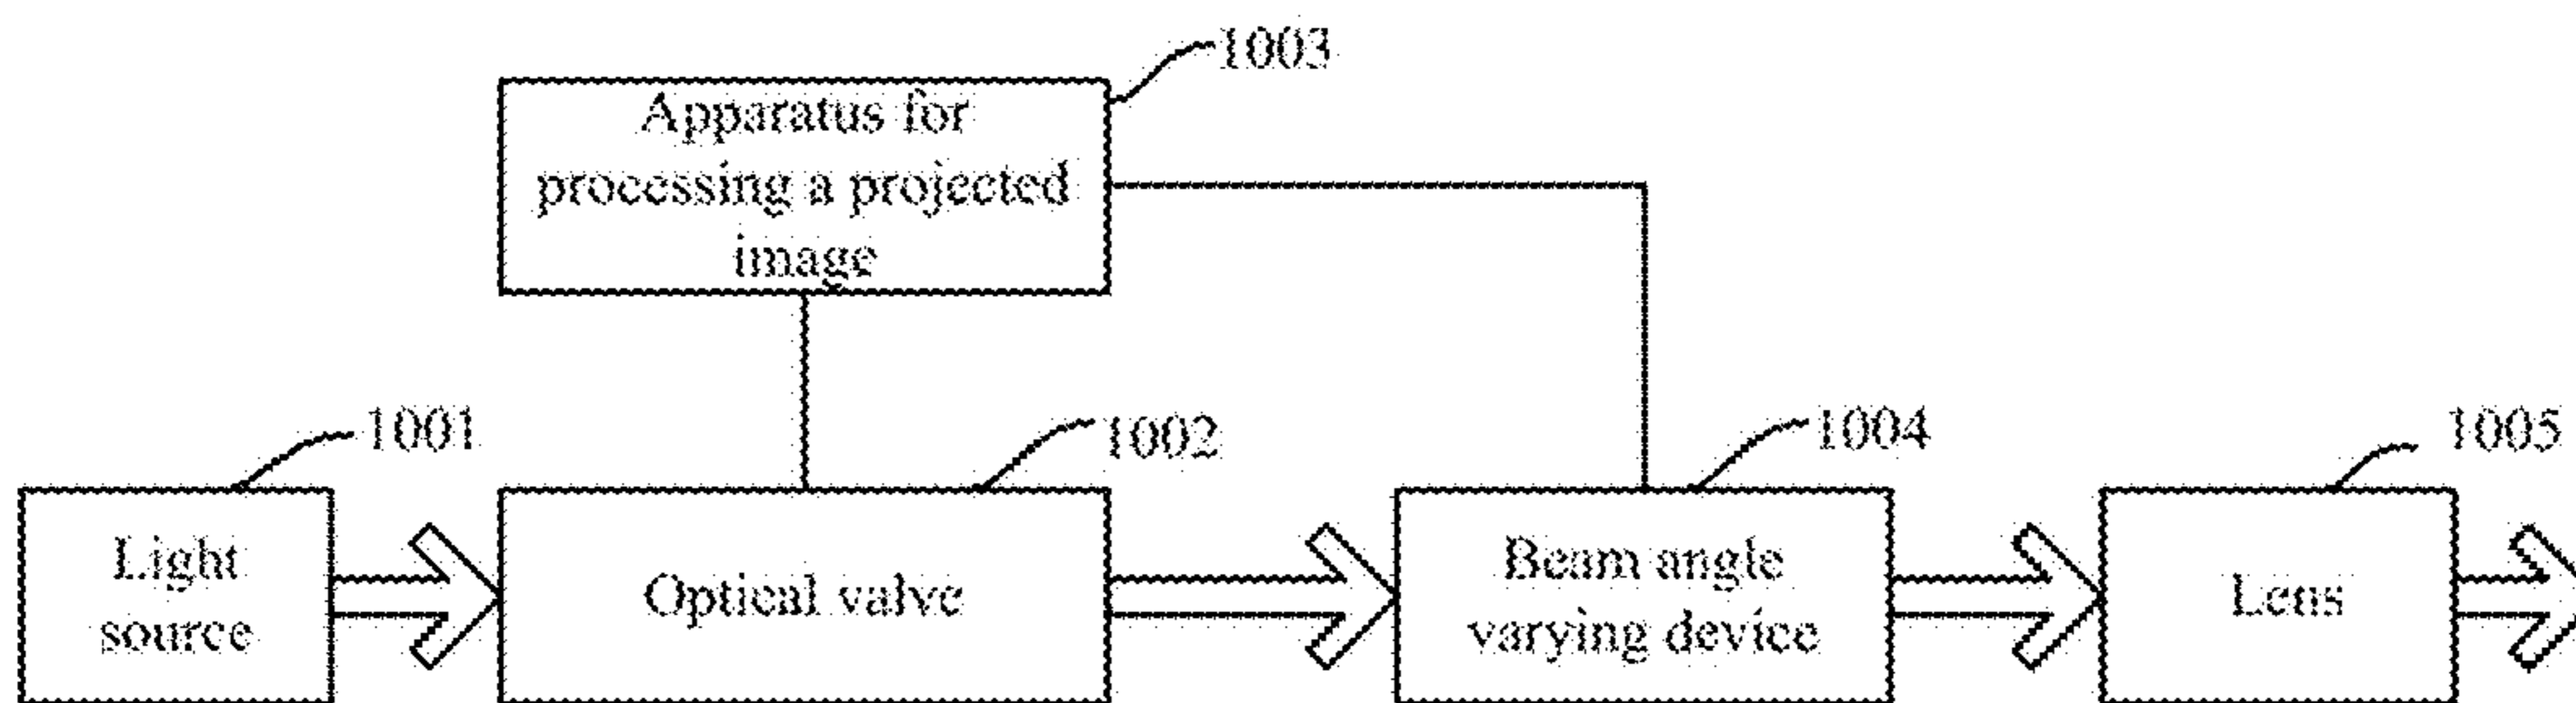 1003
Apparatus for
processing a projected
image
1001
1002
1004
1005
Light
source
Optical valve
Beam angle
varying device
Lens